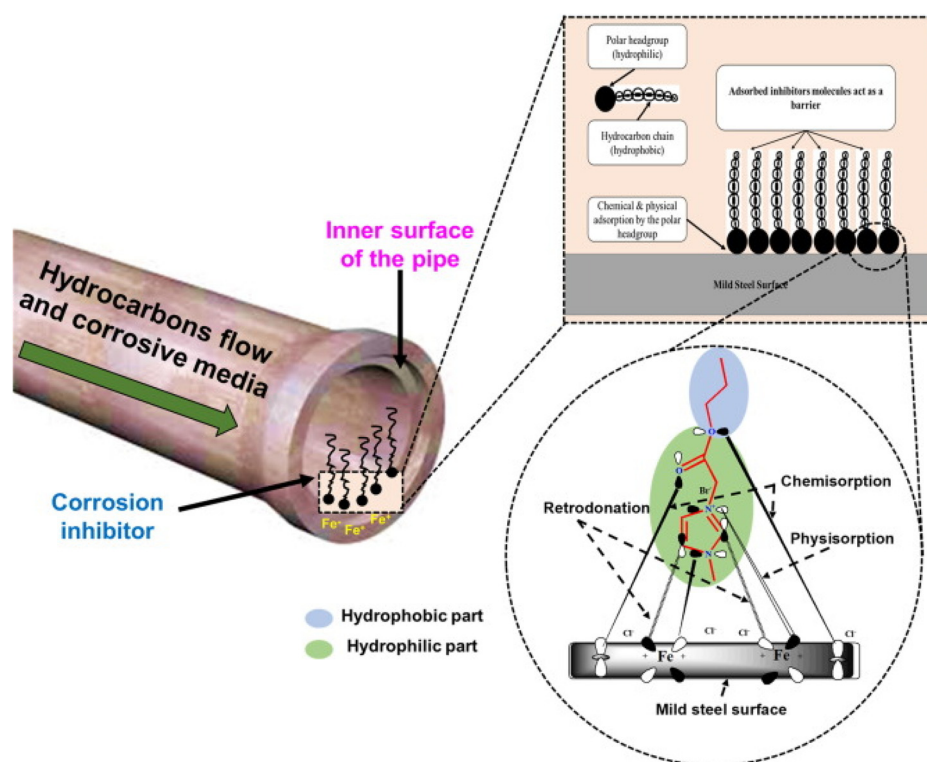 Hydrocarbons flow
and corrosive media
Inner surface
of the pipe
Corrosion
inhibitor
Fe⁺
Fe⁺
Fe⁺
Hydrophobic part
Hydrophilic part
Polar headgroup
(hydrophilic)
Hydrocarbon chain
(hydrophobic)
Adsorbed inhibitors molecules act as a
barrier
Chemical & physical
adsorption by the polar
headgroup
Mild Steel Surface
O
O
Br⁻
N⁺
N
Retrodonation
Chemisorption
Physisorption
Cl⁻
Cl⁻
Cl⁻
Cl⁻
Cl⁻
+ Fe +
+ Fe +
Mild steel surface